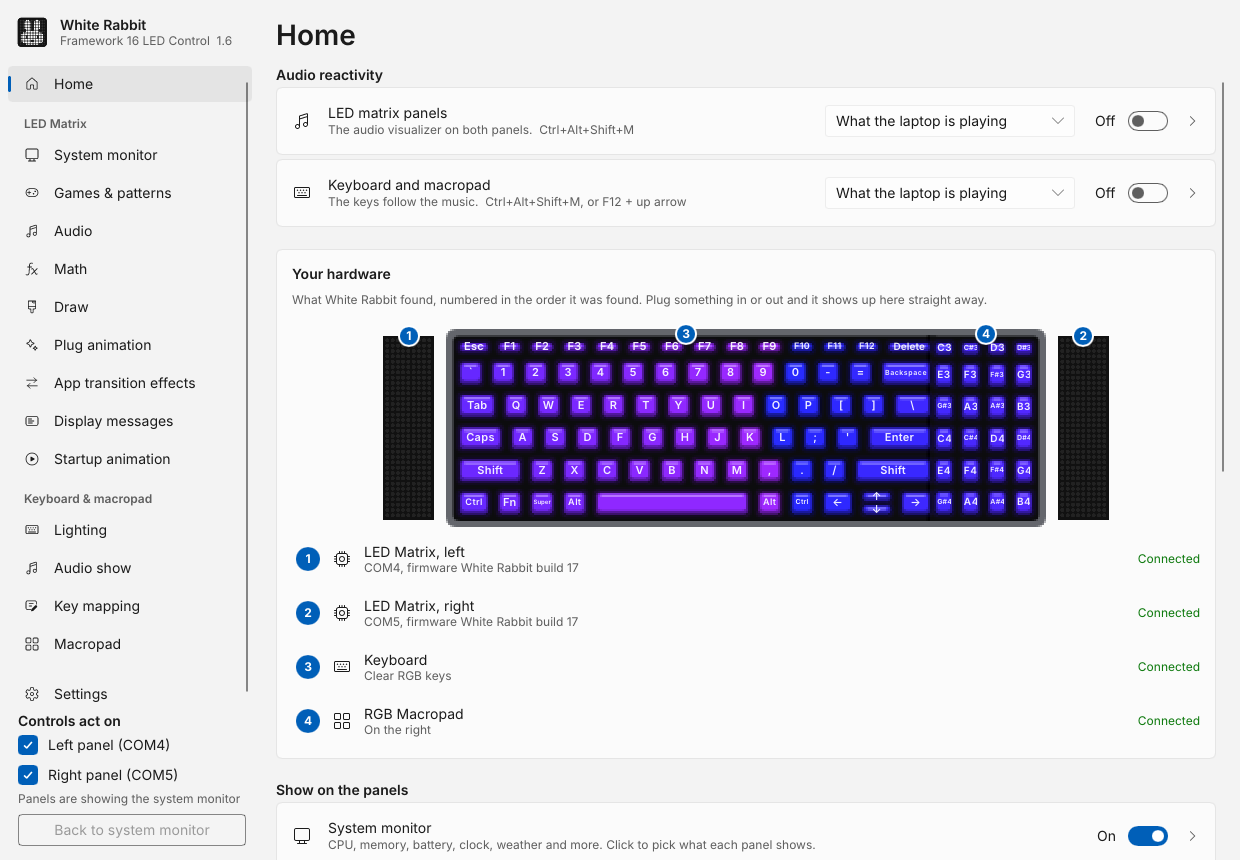 White Rabbit
Framework 16 LED Control 1.6
Home
LED Matrix
System monitor
Games & patterns
Audio
Math
Draw
Plug animation
App transition effects
Display messages
Startup animation
Keyboard & macropad
Lighting
Audio show
Key mapping
Macropad
Settings
Controls act on
Left panel (COM4)
Right panel (COM5)
Panels are showing the system monitor
Back to system monitor
Home
Audio reactivity
LED matrix panels
The audio visualizer on both panels. Ctrl+Alt+Shift+M
What the laptop is playing
Off
Keyboard and macropad
The keys follow the music. Ctrl+Alt+Shift+M, or F12 + up arrow
What the laptop is playing
Off
Your hardware
What White Rabbit found, numbered in the order it was found. Plug something in or out and it shows up here straight away.
1 3 4 2
Esc F1 F2 F3 F4 F5 F6 F7 F8 F9 F10 F11 F12 Delete C3 C#3 D3 D#3
` 1 2 3 4 5 6 7 8 9 0 - = Backspace E3 F3 F#3 G3
Tab Q W E R T Y U I O P [ ] \ G#3 A3 A#3 B3
Caps A S D F G H J K L ; ' Enter C4 C#4 D4 D#4
Shift Z X C V B N M , . / Shift E4 F4 F#4 G4
Ctrl Fn Super Alt Alt Ctrl ← ↑ ↓ → G#4 A4 A#4 B4
1 LED Matrix, left
COM4, firmware White Rabbit build 17
Connected
2 LED Matrix, right
COM5, firmware White Rabbit build 17
Connected
3 Keyboard
Clear RGB keys
Connected
4 RGB Macropad
On the right
Connected
Show on the panels
System monitor
CPU, memory, battery, clock, weather and more. Click to pick what each panel shows.
On